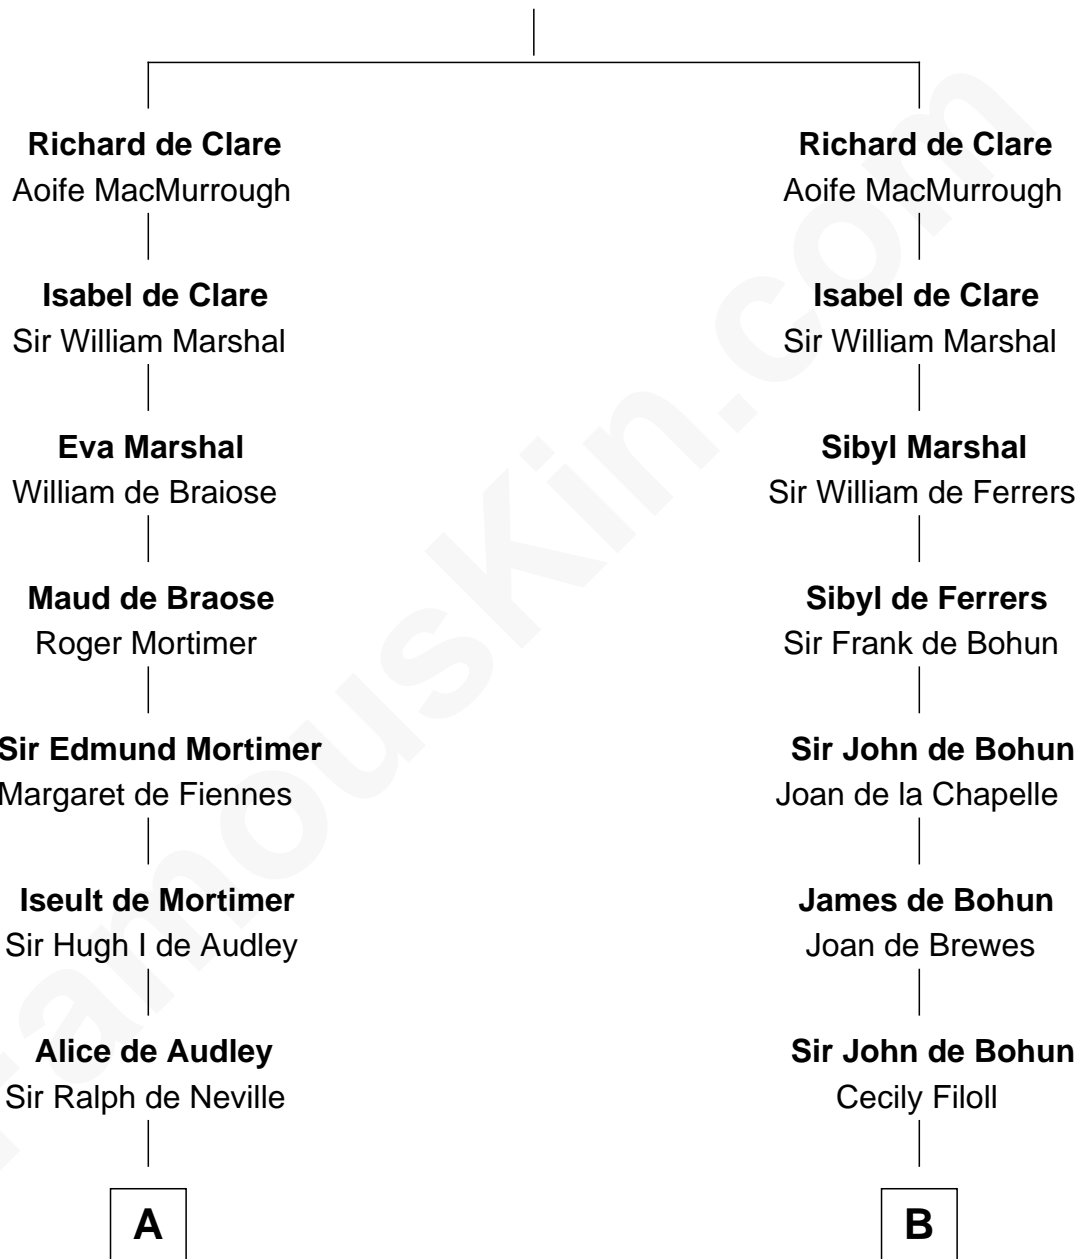 Richard de Clare
Aoife MacMurrough
Isabel de Clare
Sir William Marshal
Eva Marshal
William de Braiose
Maud de Braose
Roger Mortimer
Sir Edmund Mortimer
Margaret de Fiennes
Iseult de Mortimer
Sir Hugh I de Audley
Alice de Audley
Sir Ralph de Neville
A
Richard de Clare
Aoife MacMurrough
Isabel de Clare
Sir William Marshal
Sibyl Marshal
Sir William de Ferrers
Sibyl de Ferrers
Sir Frank de Bohun
Sir John de Bohun
Joan de la Chapelle
James de Bohun
Joan de Brewes
Sir John de Bohun
Cecily Filoll
B
FamousKin.com